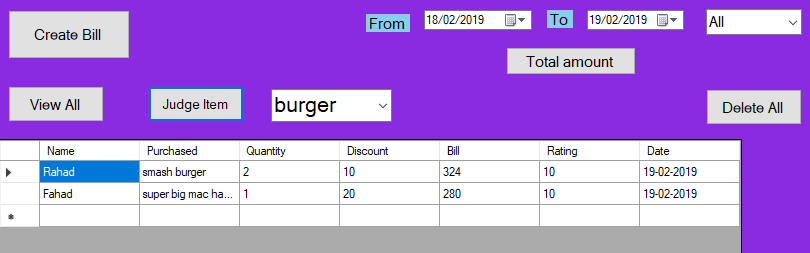 Create Bill
From 18/02/2019 To 19/02/2019 All
Total amount
View All Judge Item burger Delete All
Name Purchased Quantity Discount Bill Rating Date
Rahad smash burger 2 10 324 10 19-02-2019
Fahad super big mac ha... 1 20 280 10 19-02-2019